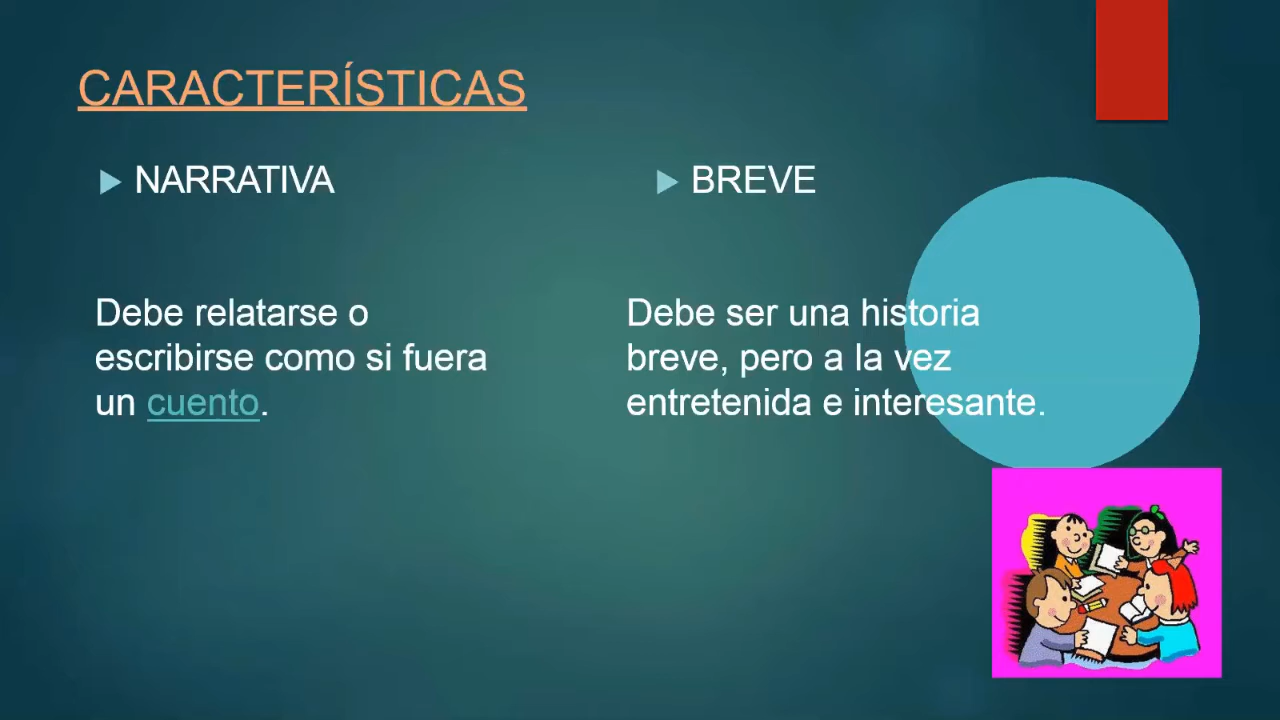 CARACTERÍSTICAS
NARRATIVA
Debe relatarse o
escribirse como si fuera
un cuento.
BREVE
Debe ser una historia
breve, pero a la vez
entretenida e interesante.